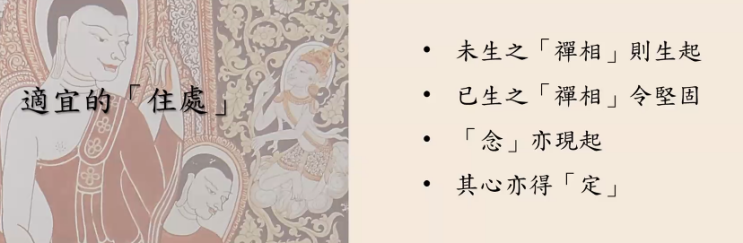 適宜的「住處」
• 未生之「禪相」則生起
• 已生之「禪相」令堅固
• 「念」亦現起
• 其心亦得「定」